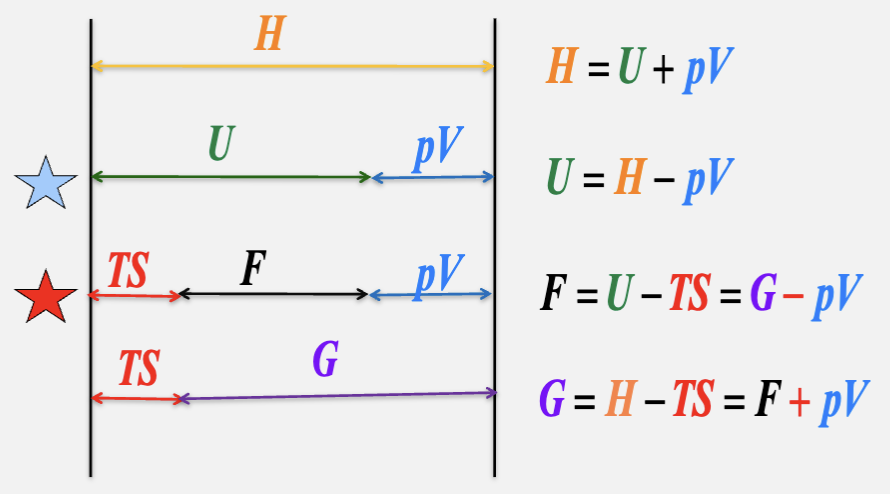 H
H = U + pV
U pV
U = H − pV
TS F pV
F = U − TS = G − pV
TS G
G = H − TS = F + pV